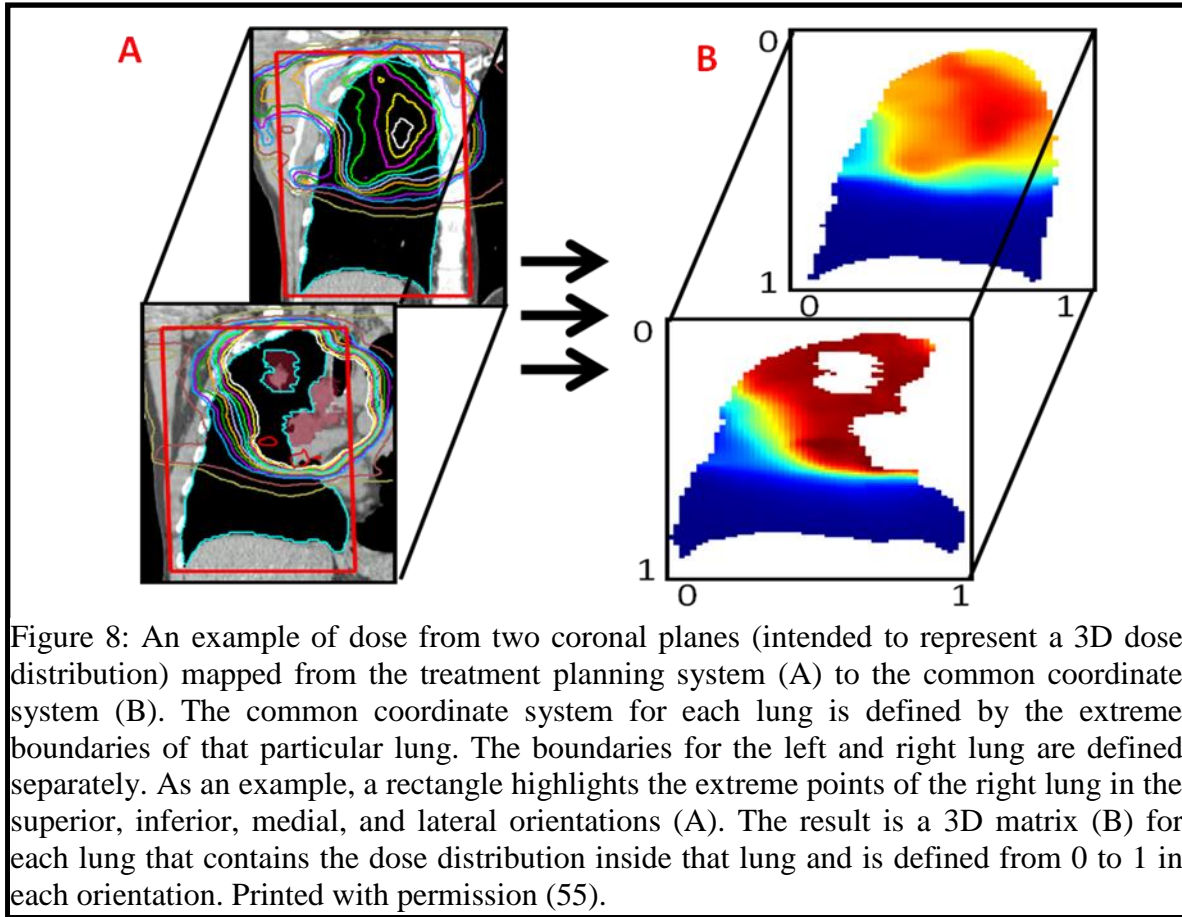 A
B
0
1
0
1
0
1
0
1
Figure 8: An example of dose from two coronal planes (intended to represent a 3D dose
distribution) mapped from the treatment planning system (A) to the common coordinate
system (B). The common coordinate system for each lung is defined by the extreme
boundaries of that particular lung. The boundaries for the left and right lung are defined
separately. As an example, a rectangle highlights the extreme points of the right lung in the
superior, inferior, medial, and lateral orientations (A). The result is a 3D matrix (B) for
each lung that contains the dose distribution inside that lung and is defined from 0 to 1 in
each orientation. Printed with permission (55).